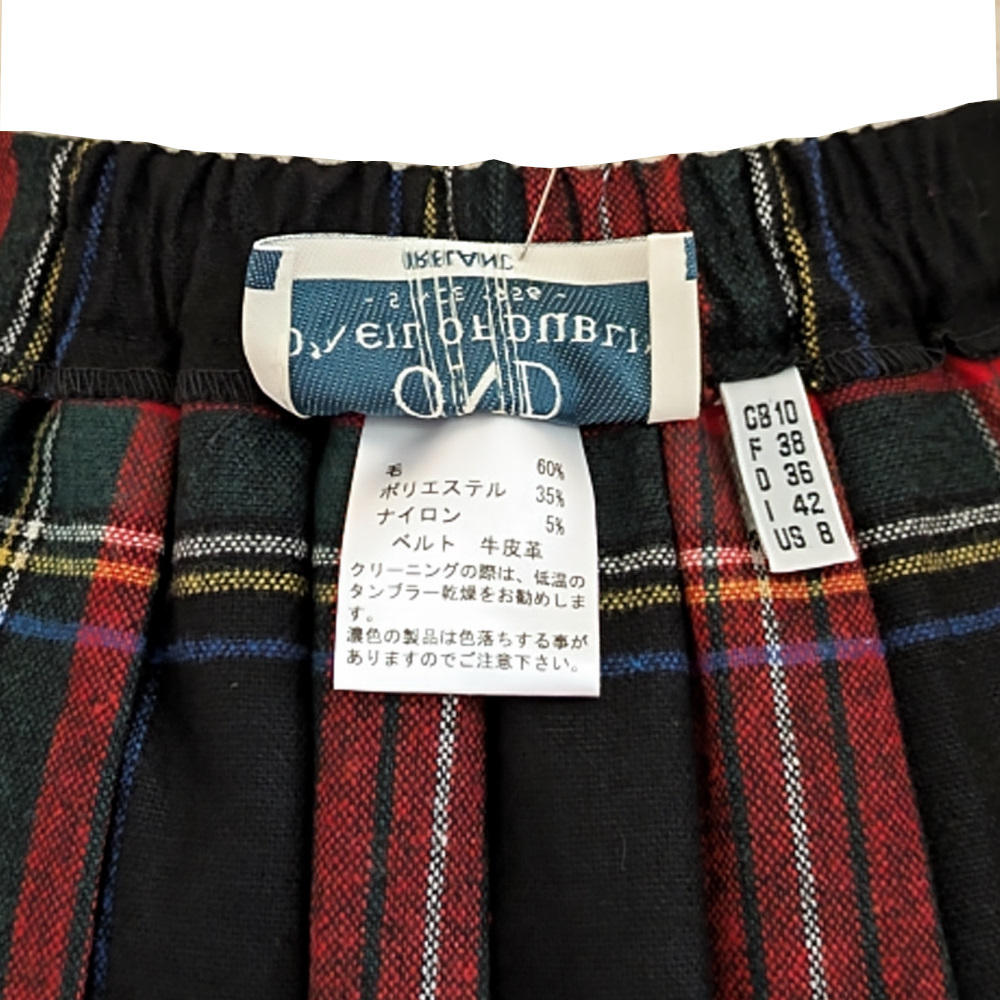 IRELAND
O'NEIL OF DUBLIN
毛 60%
ポリエステル 35%
ナイロン 5%
ベルト 牛皮革
クリーニングの際は、低温の
タンブラー乾燥をお勧めしま
す。
濃色の製品は色落ちする事が
ありますのでご注意下さい。
GB 10
F 38
D 36
I 42
US 8